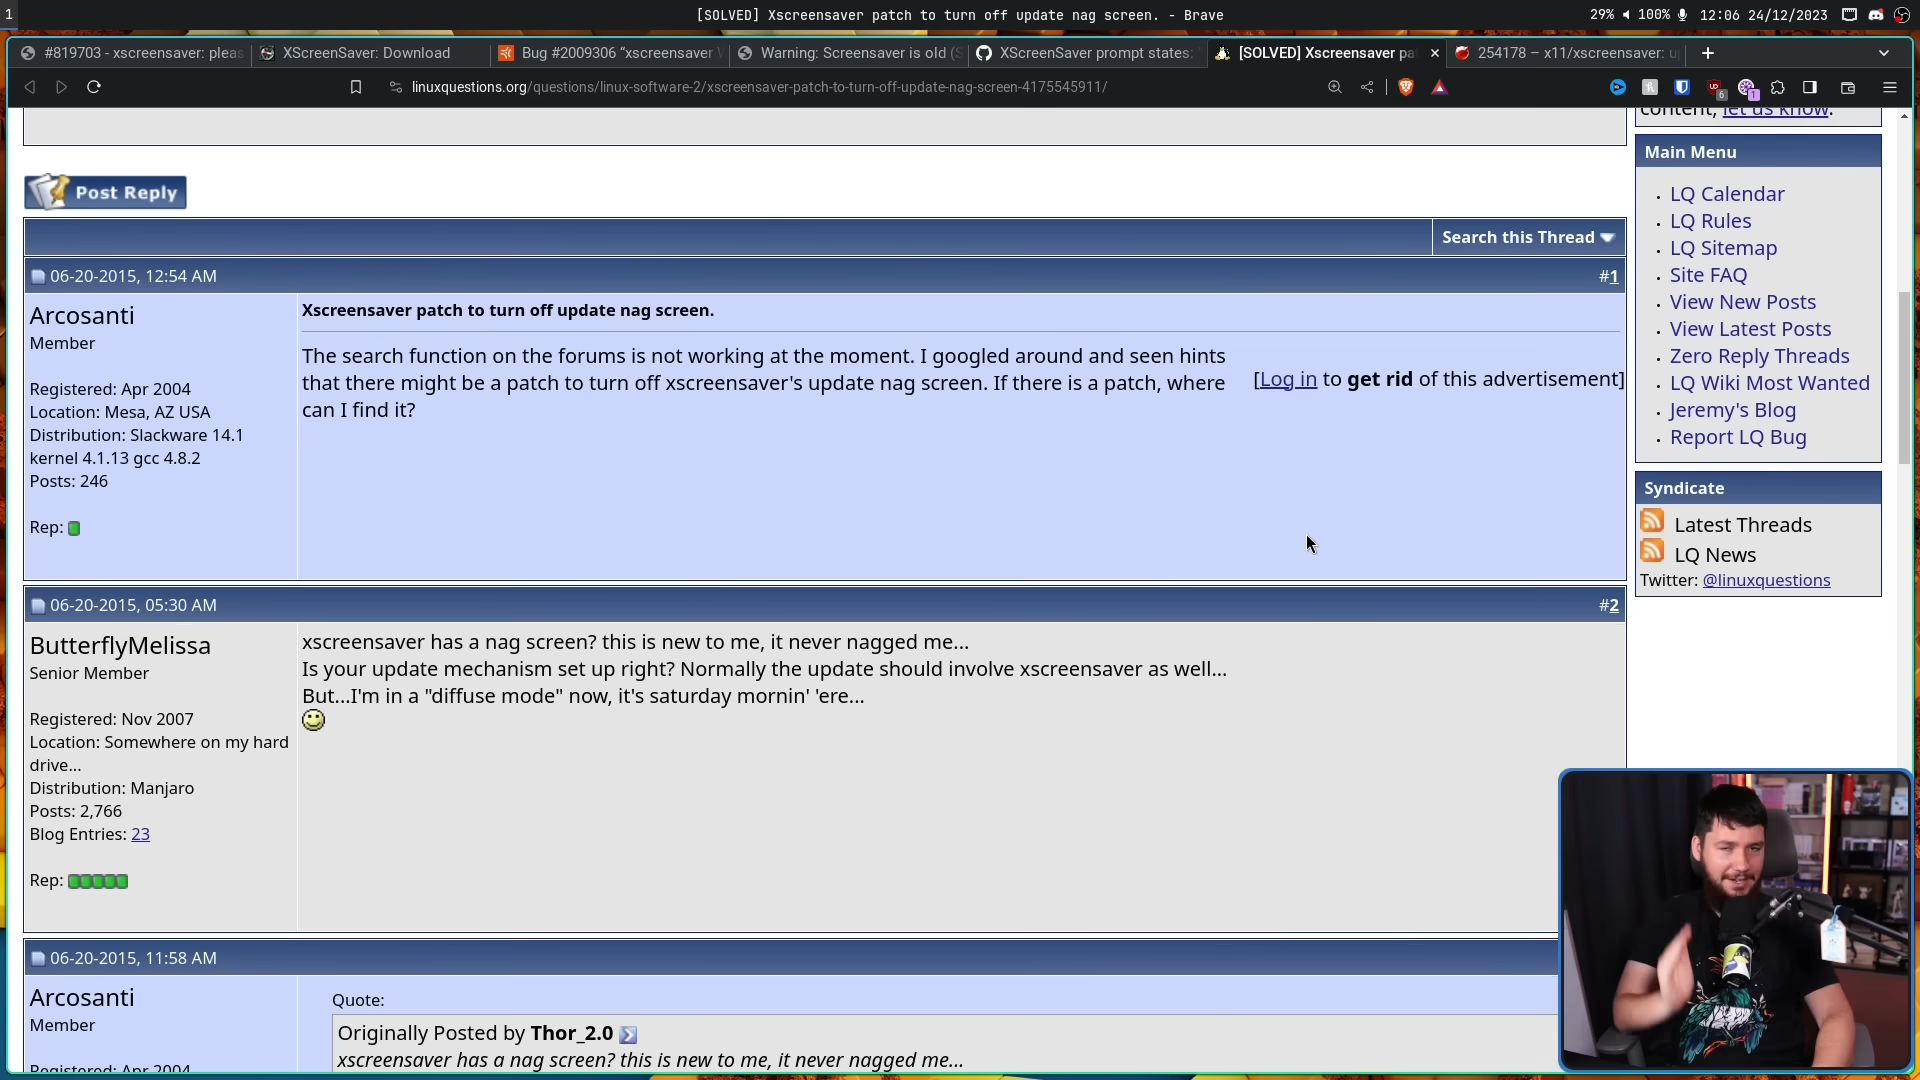 1
[SOLVED] Xscreensaver patch to turn off update nag screen. - Brave
29% 100% 12:06 24/12/2023
#819703 - xscreensaver: pleas
XScreenSaver: Download
Bug #2009306 “xscreensaver
Warning: Screensaver is old (
XScreenSaver prompt states:
[SOLVED] Xscreensaver pa
254178 – x11/xscreensaver: u
linuxquestions.org/questions/linux-software-2/xscreensaver-patch-to-turn-off-update-nag-screen-4175545911/
6
1
content, let us know.
Post Reply
Search this Thread
06-20-2015, 12:54 AM
#1
Arcosanti
Member
Registered: Apr 2004
Location: Mesa, AZ USA
Distribution: Slackware 14.1
kernel 4.1.13 gcc 4.8.2
Posts: 246
Rep:
Xscreensaver patch to turn off update nag screen.
The search function on the forums is not working at the moment. I googled around and seen hints
that there might be a patch to turn off xscreensaver's update nag screen. If there is a patch, where
can I find it?
[Log in to get rid of this advertisement]
06-20-2015, 05:30 AM
#2
ButterflyMelissa
Senior Member
Registered: Nov 2007
Location: Somewhere on my hard
drive...
Distribution: Manjaro
Posts: 2,766
Blog Entries: 23
Rep:
xscreensaver has a nag screen? this is new to me, it never nagged me...
Is your update mechanism set up right? Normally the update should involve xscreensaver as well...
But...I'm in a "diffuse mode" now, it's saturday mornin' 'ere...
06-20-2015, 11:58 AM
Arcosanti
Member
Registered: Apr 2004
Quote:
Originally Posted by Thor_2.0
xscreensaver has a nag screen? this is new to me, it never nagged me...
Main Menu
LQ Calendar
LQ Rules
LQ Sitemap
Site FAQ
View New Posts
View Latest Posts
Zero Reply Threads
LQ Wiki Most Wanted
Jeremy's Blog
Report LQ Bug
Syndicate
Latest Threads
LQ News
Twitter: @linuxquestions